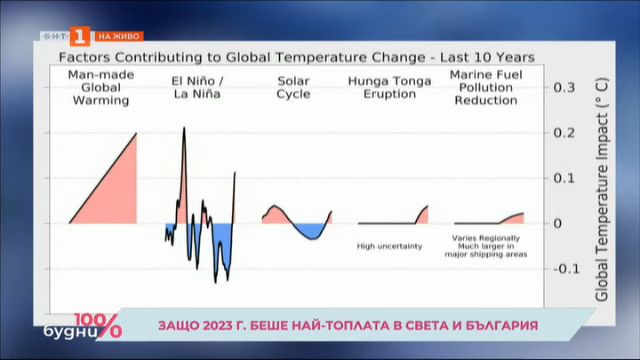 БНТ 1 НА ЖИВО
Factors Contributing to Global Temperature Change - Last 10 Years
Man-made
Global
Warming
El Niño /
La Niña
Solar
Cycle
Hunga Tonga
Eruption
Marine Fuel
Pollution
Reduction
High uncertainty
Varies Regionally
Much larger in
major shipping areas
0.3
0.2
0.1
0
-0.1
Global Temperature Impact (° C)
100%
будни
ЗАЩО 2023 Г. БЕШЕ НАЙ-ТОПЛАТА В СВЕТА И БЪЛГАРИЯ